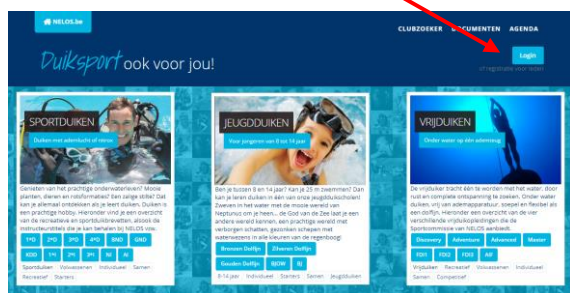 NELOS.be
CLUBZOEKER DOCUMENTEN AGENDA
Duiksport ook voor jou!
Login
of registratie voor leden
SPORTDUIKEN
Duiken met ademlucht of nitrox
Genieten van het prachtige onderwaterleven? Mooie
planten, dieren en rotsformaties? Een zalige stilte? Dat
kan je allemaal ontdekken als je leert duiken. Duiken is
een prachtige hobby. Hieronder vind je een overzicht
van de recreatieve en sportduikbrevetten, alsook de
instructeurstitels die je kan behalen bij NELOS vzw.
1*D 2*D 3*D 4*D BND GND
Sportduiken Volwassenen Individueel Samen
Recreatief Starters
JEUGDDUIKEN
Voor jongeren van 8 tot 14 jaar
Ben je tussen 8 en 14 jaar? Kan je 25 m zwemmen? Dan
kan je leren duiken in één van onze jeugdduikscholen!
Zweven in het water met de mooie wereld van
Neptunus om je heen... de God van de Zee laat je een
andere wereld kennen, een prachtige wereld met
verborgen schatten, gezonken schepen met
waterwezens in alle kleuren van de regenboog!
Bronzen Dolfijn Zilveren Dolfijn
Gouden Dolfijn BJOW BJ
8-14 jaar Individueel Starters Samen Jeugdduiken
VRIJDUIKEN
Onder water op één ademteug
De vrijduiker tracht één te worden met het water, door
rust en complete ontspanning te zoeken. Onder water
duiken, vrij van ademapparatuur, soepel en flexibel als
een dolfijn. Hieronder een overzicht van de vier
verschillende vrijduikopleidingen die de
Sportcommissie van NELOS aanbiedt.
Discovery Adventure Advanced Master
FDI1 FDI2 FDI3 AIF
Vrijduiken Recreatief Volwassenen Individueel
Samen Competitief